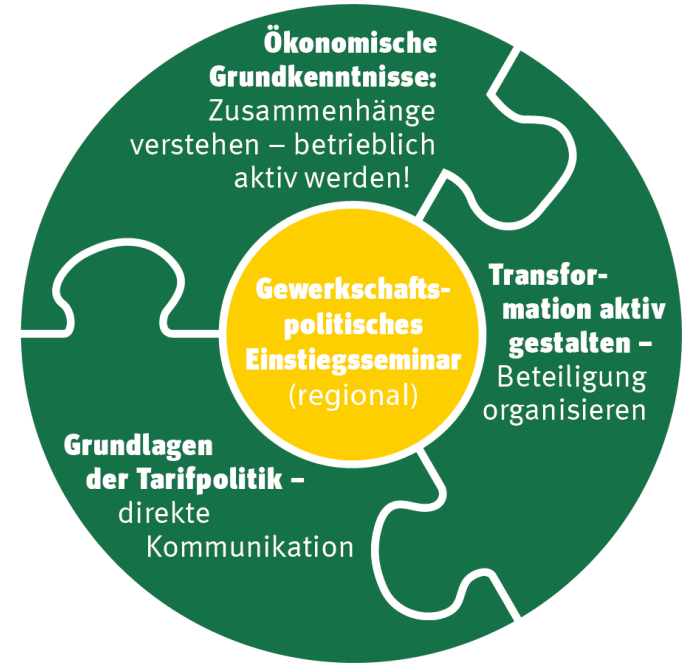 Ökonomische
Grundkenntnisse:
Zusammenhänge
verstehen – betrieblich
aktiv werden!
Transfor-
mation aktiv
gestalten –
Beteiligung
organisieren
Gewerkschafts-
politisches
Einstiegsseminar
(regional)
Grundlagen
der Tarifpolitik –
direkte
Kommunikation